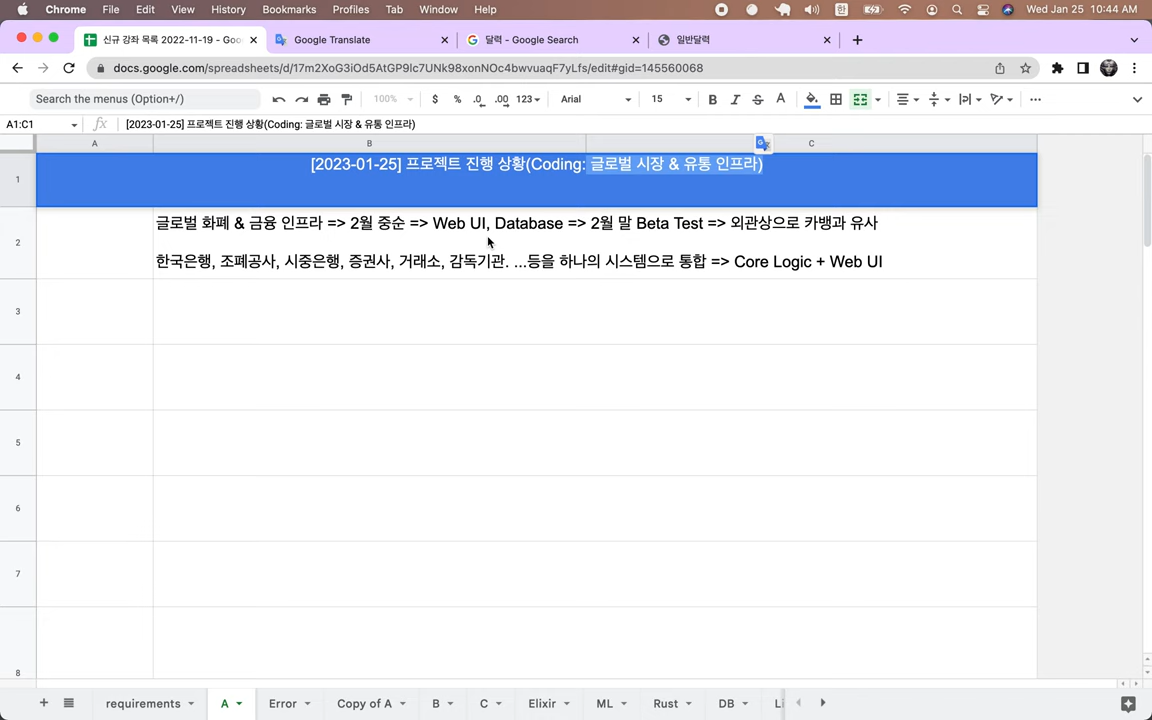 Chrome File Edit View History Bookmarks Profiles Tab Window Help 한 Wed Jan 25 10:44 AM
신규 강좌 목록 2022-11-19 - Goo Google Translate 달력 - Google Search 일반달력
docs.google.com/spreadsheets/d/17m2XoG3iOd5AtGP9lc7UNk98xonNOc4bwvuaqF7yLfs/edit#gid=145560068
Search the menus (Option+/) 100% $ % .0 .00 123 Arial 15 B I S A
A1:C1 fx [2023-01-25] 프로젝트 진행 상황(Coding: 글로벌 시장 & 유통 인프라)
A B C
1 [2023-01-25] 프로젝트 진행 상황(Coding: 글로벌 시장 & 유통 인프라)
글로벌 화폐 & 금융 인프라 => 2월 중순 => Web UI, Database => 2월 말 Beta Test => 외관상으로 카뱅과 유사
2
한국은행, 조폐공사, 시중은행, 증권사, 거래소, 감독기관. ...등을 하나의 시스템으로 통합 => Core Logic + Web UI
3
4
5
6
7
8
requirements A Error Copy of A B C Elixir ML Rust DB Li